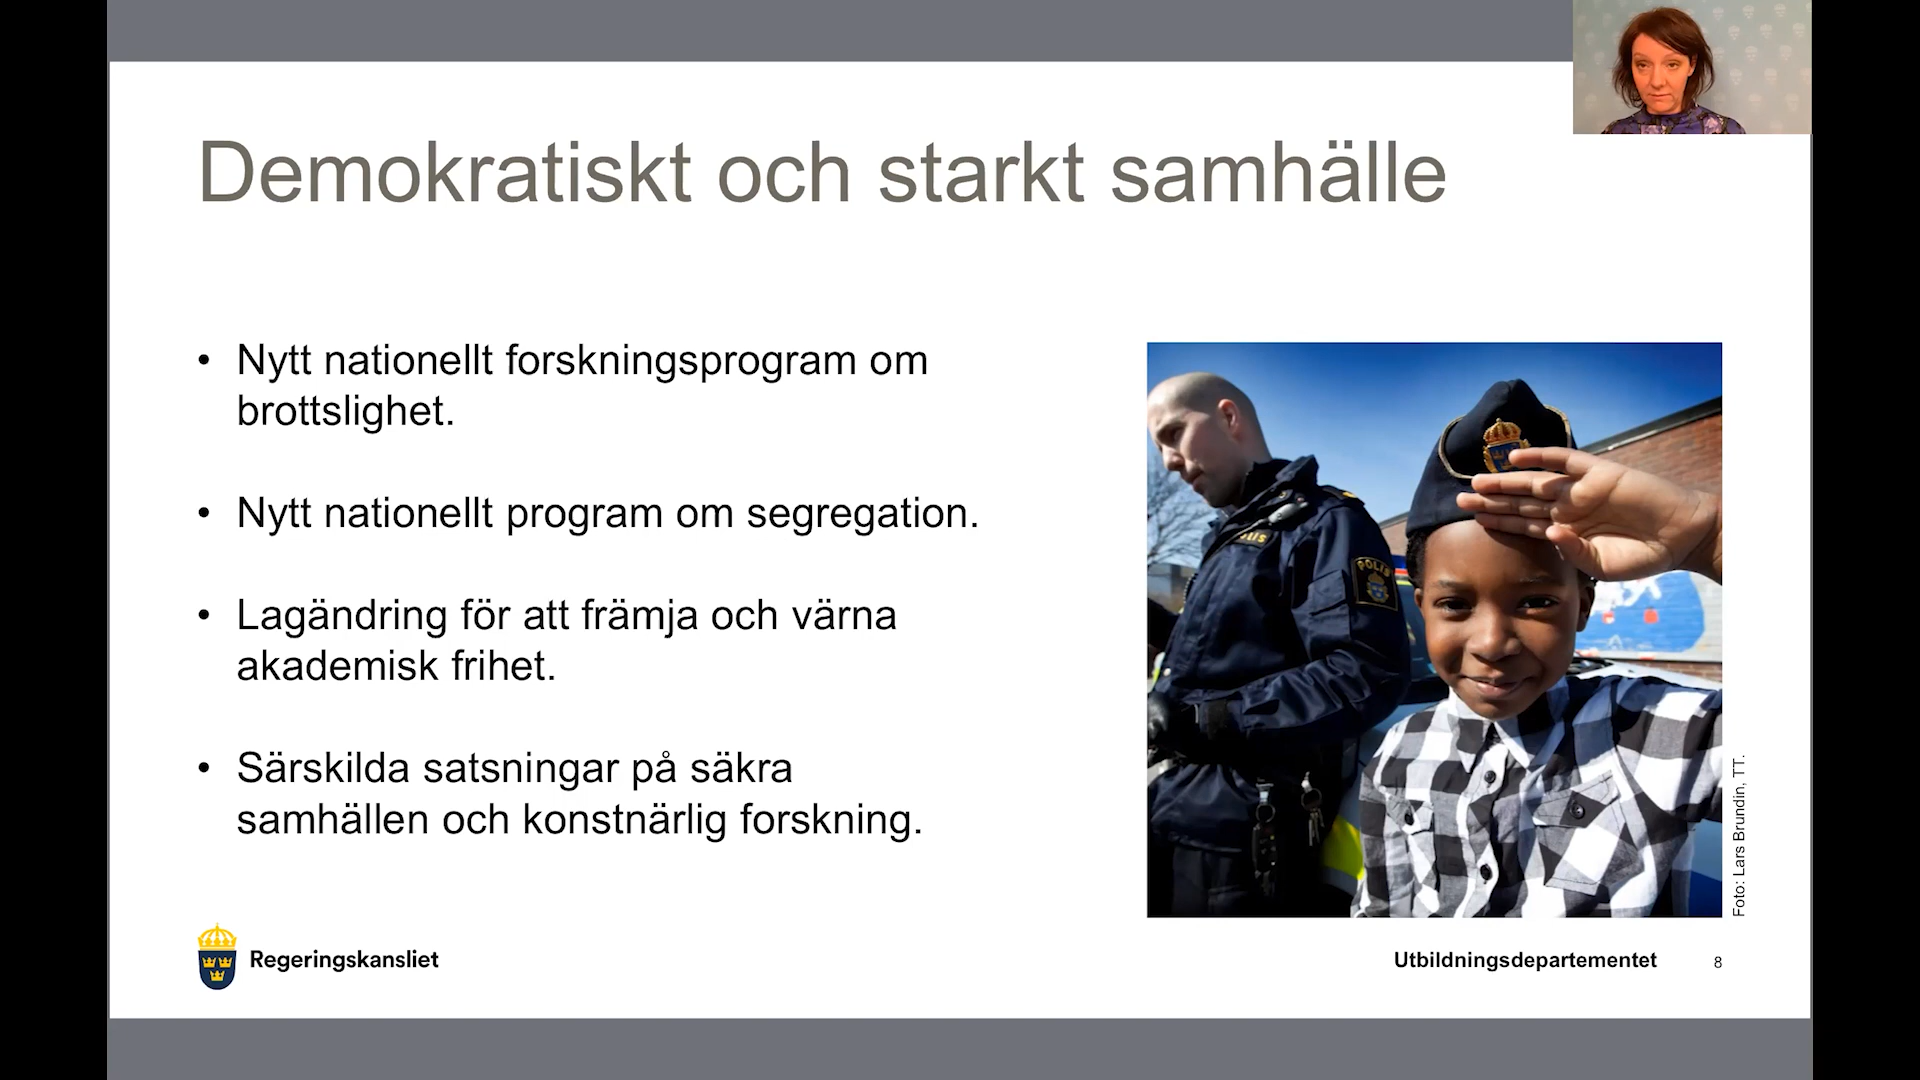 Demokratiskt och starkt samhälle
• Nytt nationellt forskningsprogram om
brottslighet.
• Nytt nationellt program om segregation.
• Lagändring för att främja och värna
akademisk frihet.
• Särskilda satsningar på säkra
samhällen och konstnärlig forskning.
POLIS
Foto: Lars Brundin, TT.
Regeringskansliet
Utbildningsdepartementet
8